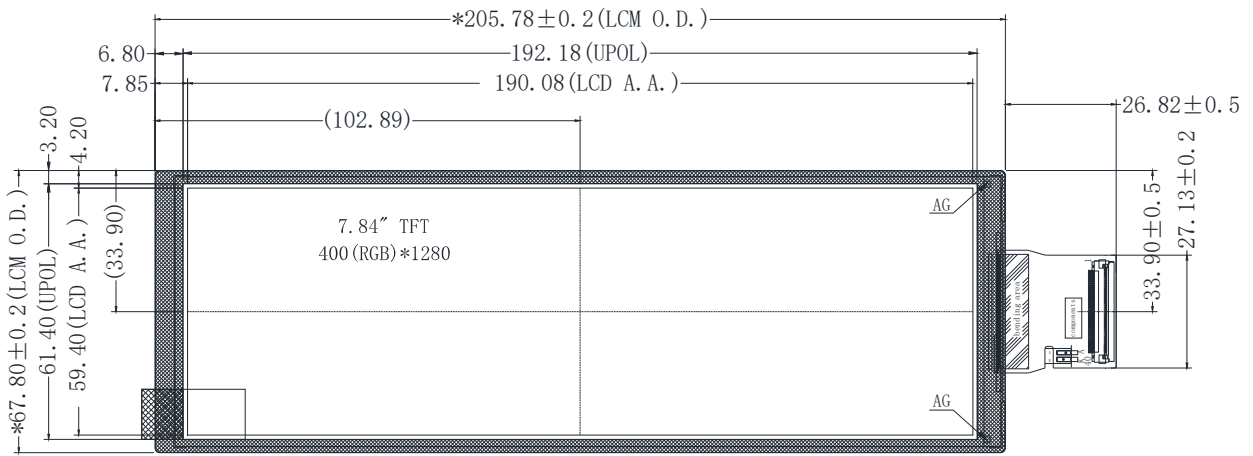 *205.78±0.2(LCM O.D.)
6.80
192.18(UPOL)
7.85
190.08(LCD A.A.)
(102.89)
26.82±0.5
3.20
4.20
*67.80±0.2(LCM O.D.)
61.40(UPOL)
59.40(LCD A.A.)
(33.90)
7.84" TFT
400(RGB)*1280
AG
AG
33.90±0.5
27.13±0.2
bending area
components
1
40
K
A